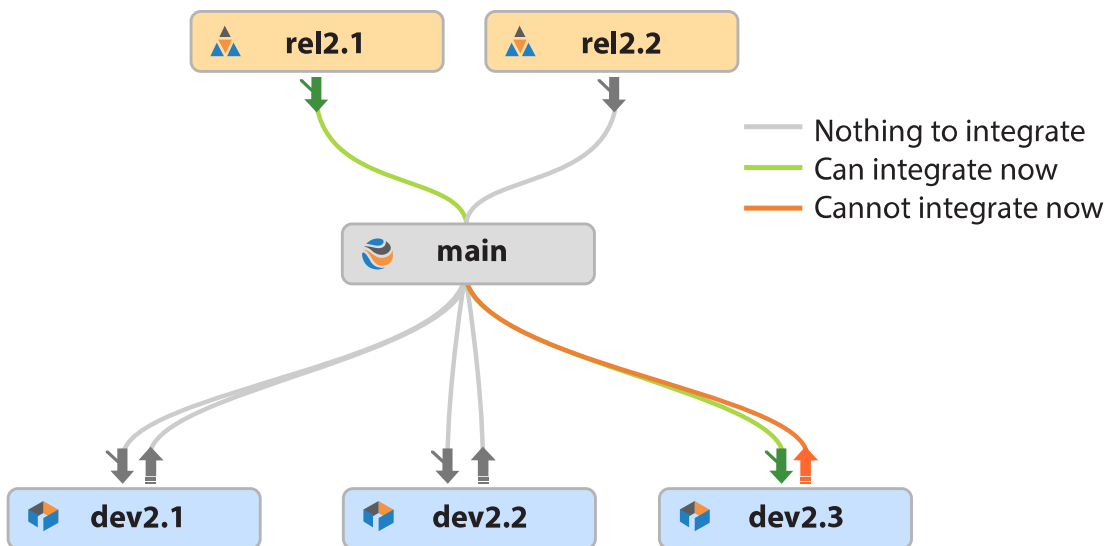 rel2.1
rel2.2
Nothing to integrate
Can integrate now
Cannot integrate now
main
dev2.1
dev2.2
dev2.3